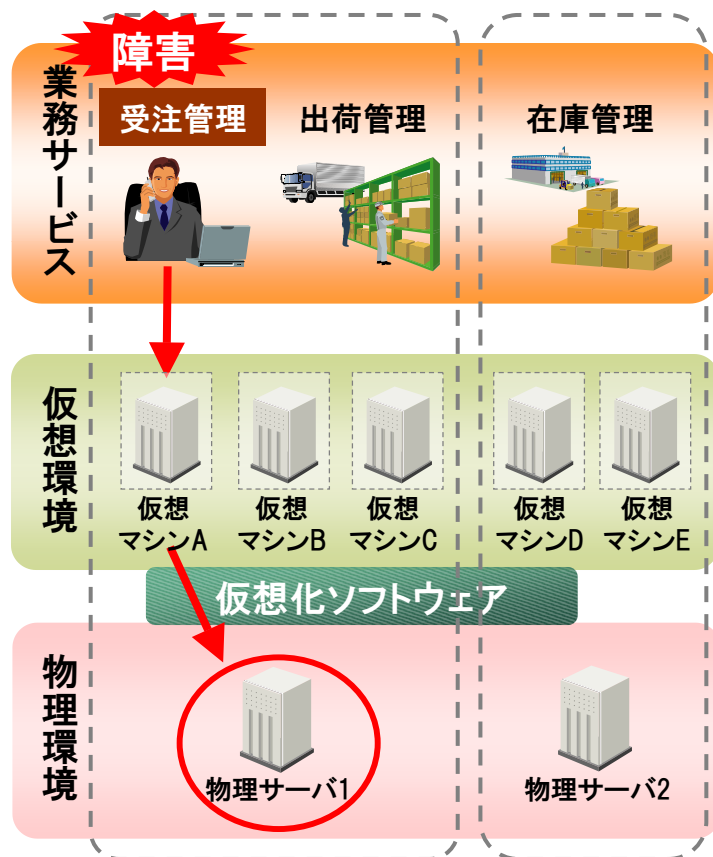 障害
業務サービス
受注管理
出荷管理
在庫管理
仮想環境
仮想
マシンA
仮想
マシンB
仮想
マシンC
仮想
マシンD
仮想
マシンE
仮想化ソフトウェア
物理環境
物理サーバ1
物理サーバ2